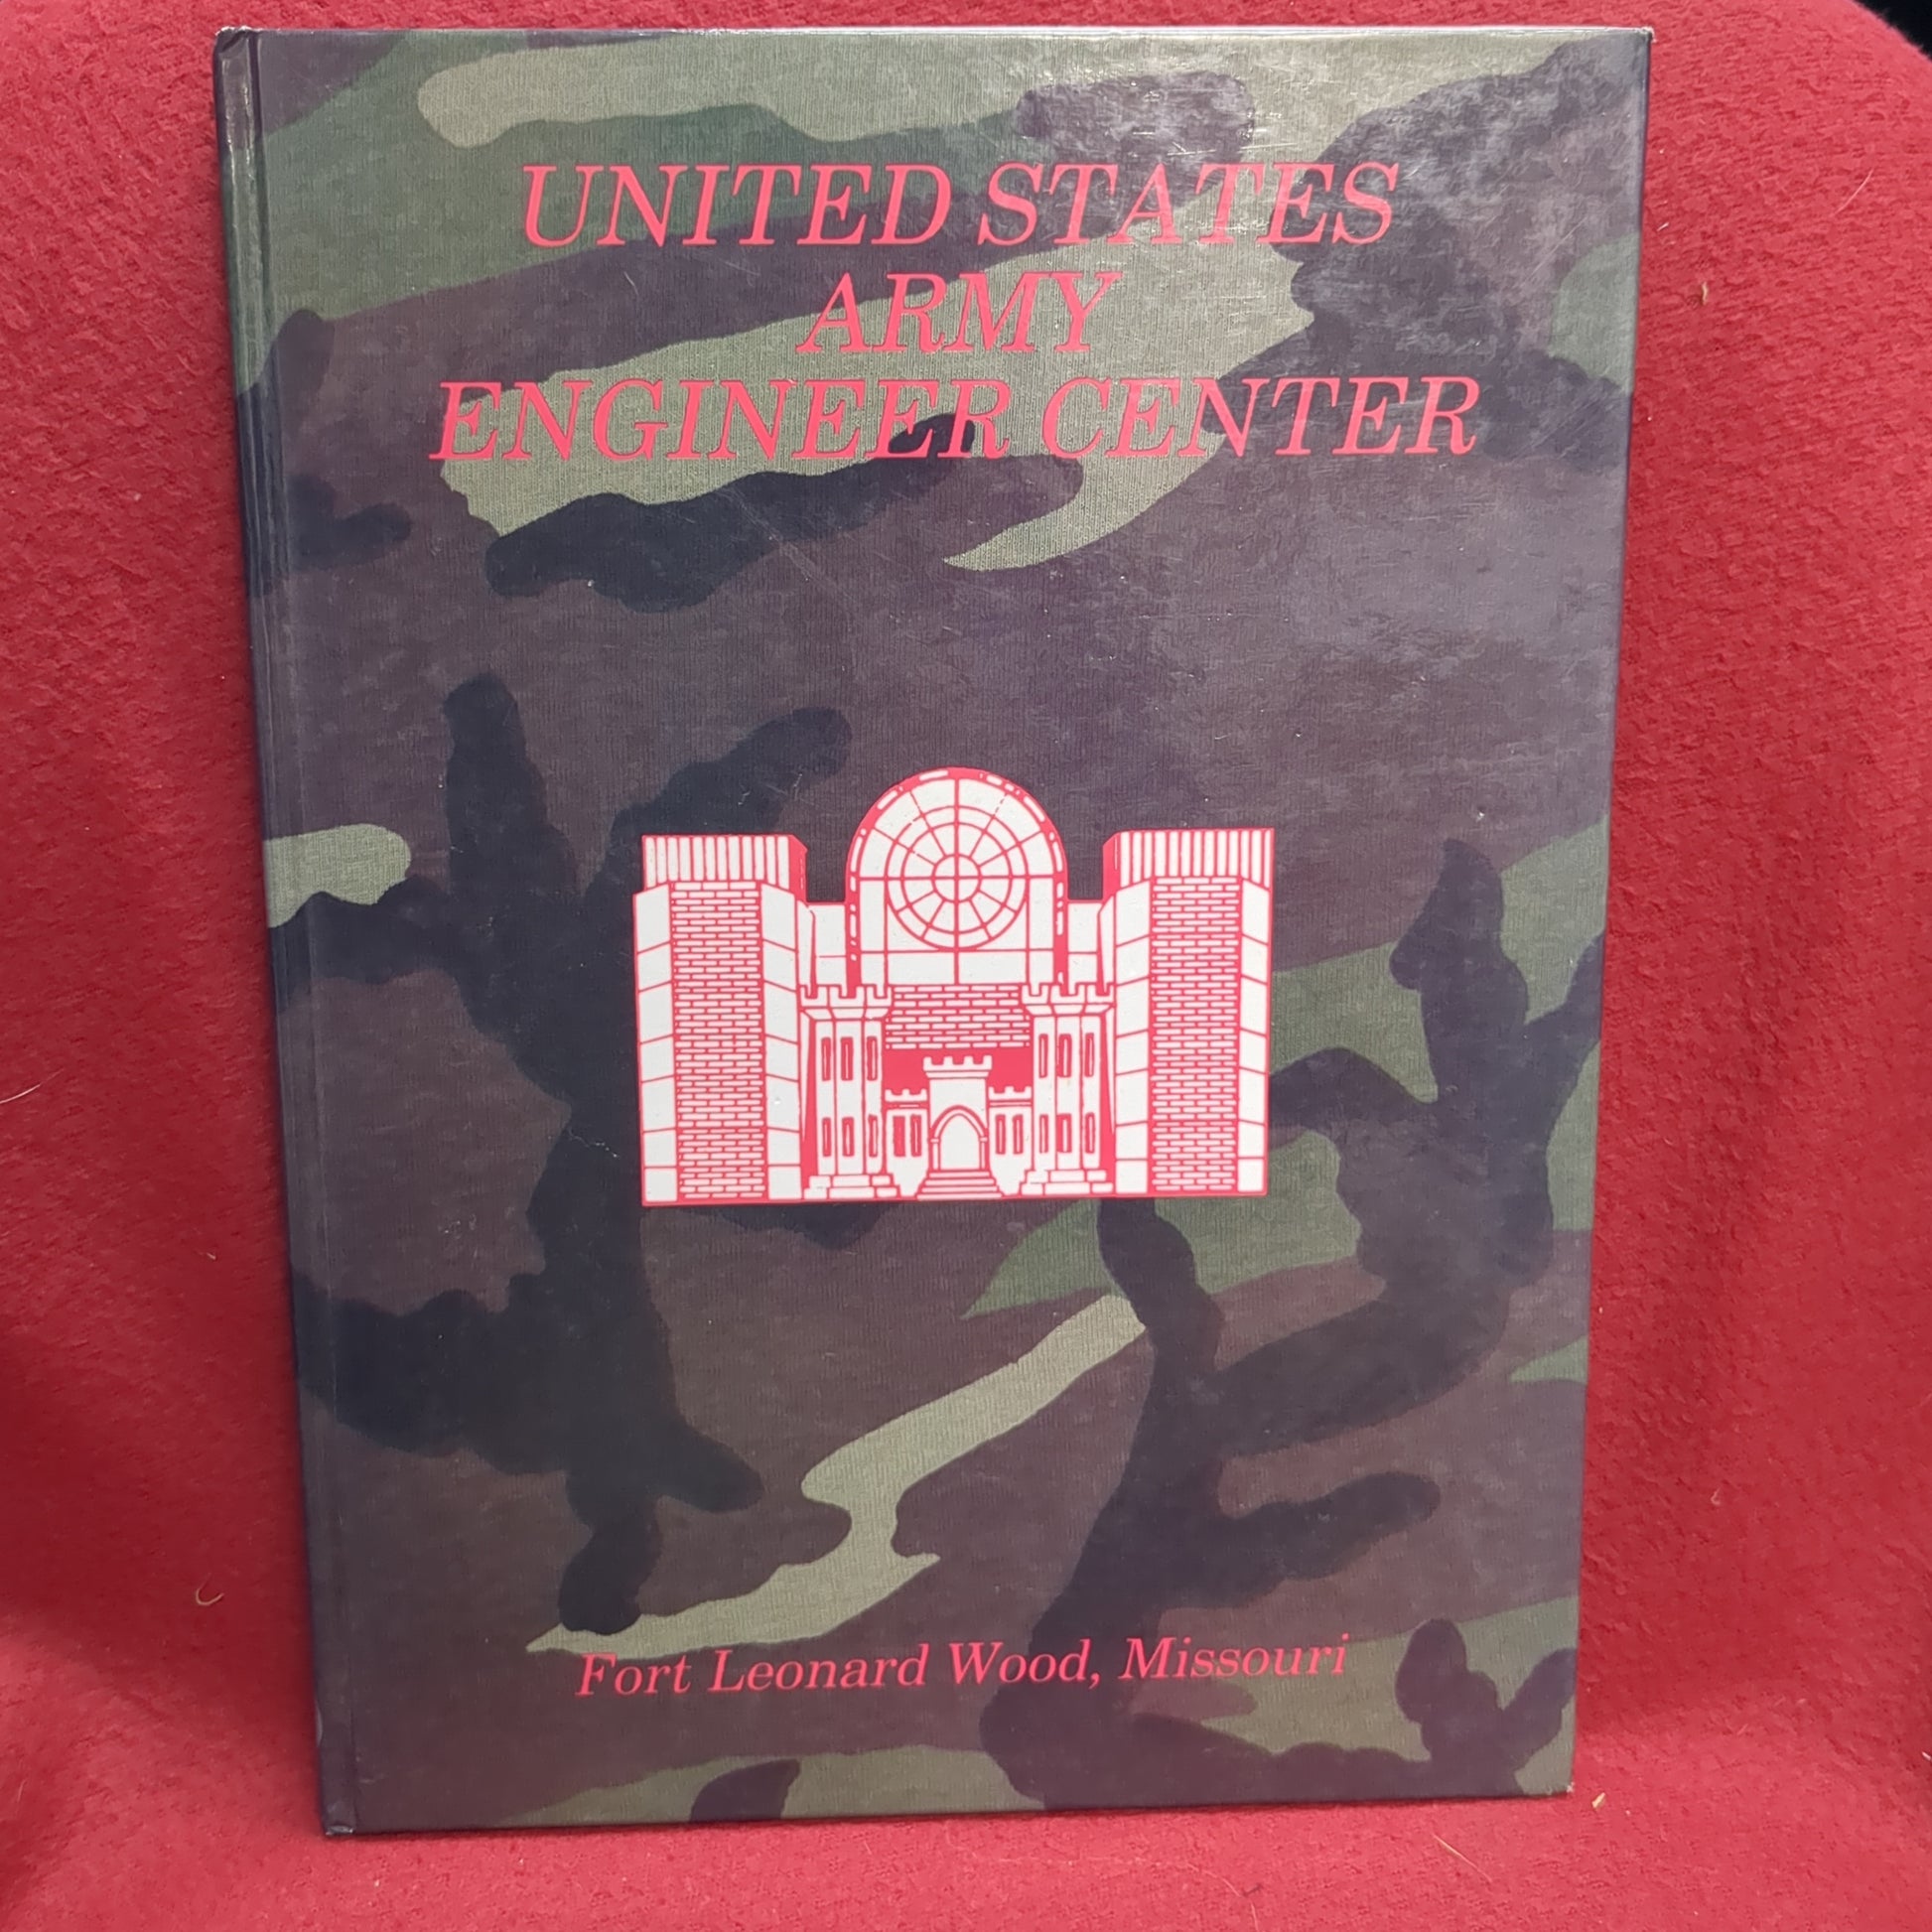 UNITED STATES
ARMY
ENGINEER CENTER
Fort Leonard Wood, Missouri